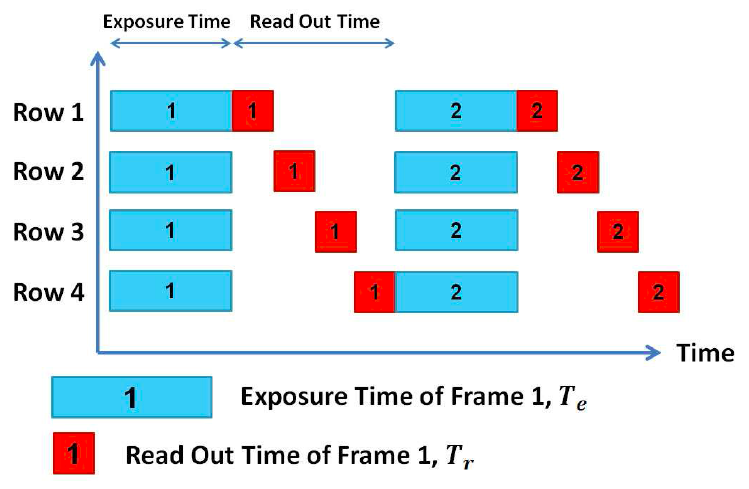 Exposure Time Read Out Time
Row 1 1 1 2 2
Row 2 1 1 2 2
Row 3 1 1 2 2
Row 4 1 1 2 2
Time
1 Exposure Time of Frame 1, Tₑ
1 Read Out Time of Frame 1, Tᵣ